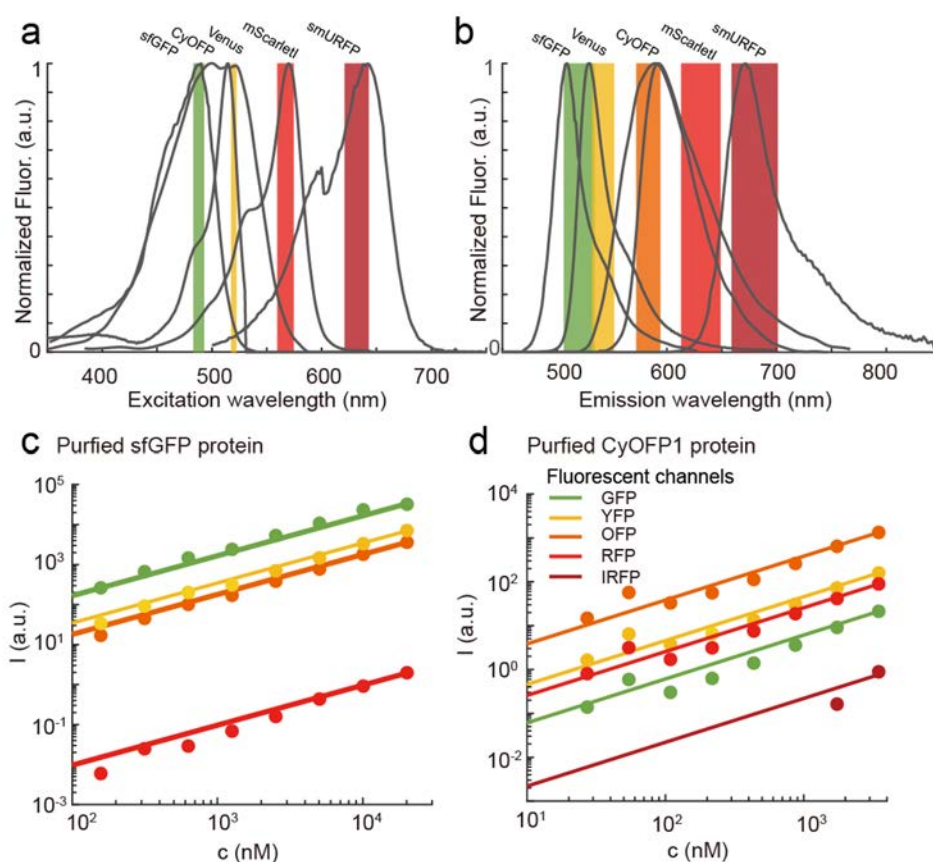 a
sfGFP
CyOFP
Venus
mScarletI
smURFP
Normalized Fluor. (a.u.)
1
0
400 500 600 700
Excitation wavelength (nm)
b
sfGFP
Venus
CyOFP
mScarletI
smURFP
Normalized Fluor. (a.u.)
1
0
500 600 700 800
Emission wavelength (nm)
c Purfied sfGFP protein
I (a.u.)
10^5
10^3
10^1
10^-1
10^-3
10^2 10^3 10^4
c (nM)
d Purfied CyOFP1 protein
Fluorescent channels
GFP
YFP
OFP
RFP
IRFP
I (a.u.)
10^4
10^2
10^0
10^-2
10^1 10^2 10^3
c (nM)